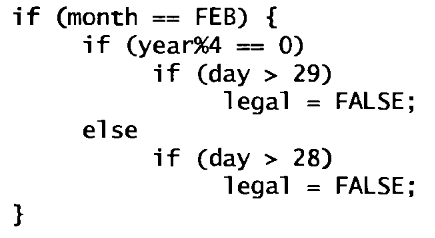 if (month == FEB) {
     if (year%4 == 0)
          if (day > 29)
               legal = FALSE;
     else
          if (day > 28)
               legal = FALSE;
}